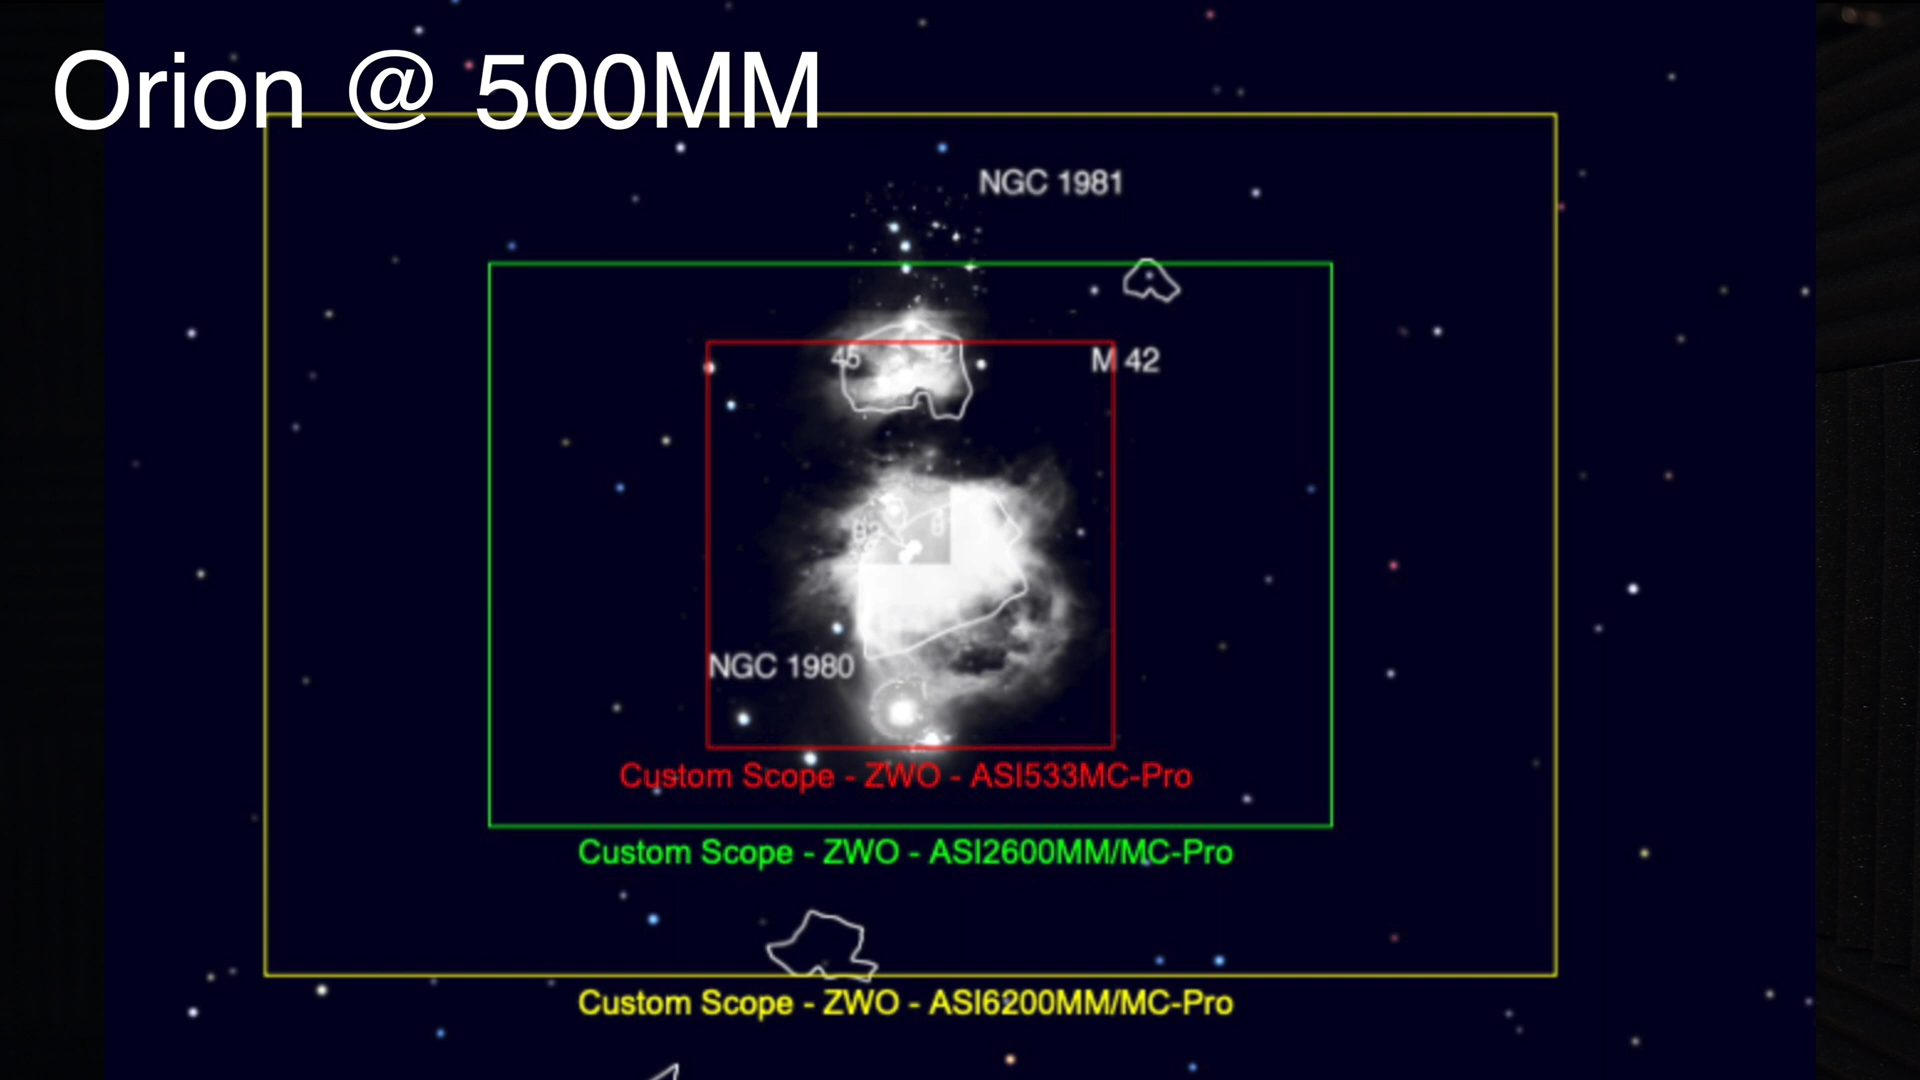 Orion @ 500MM
NGC 1981
45
42
M 42
NGC 1980
Custom Scope - ZWO - ASI533MC-Pro
Custom Scope - ZWO - ASI2600MM/MC-Pro
Custom Scope - ZWO - ASI6200MM/MC-Pro